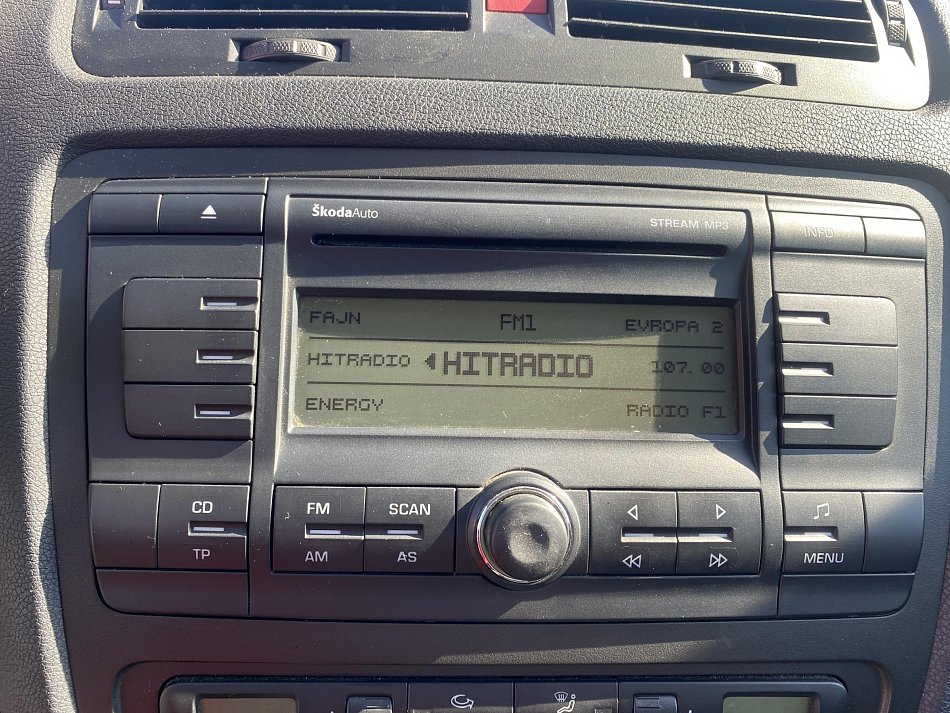 ŠkodaAuto
STREAM MP3
INFO
FAJN FM1 EVROPA 2
HITRADIO HITRADIO 107.00
ENERGY RADIO F1
CD FM SCAN
TP AM AS MENU